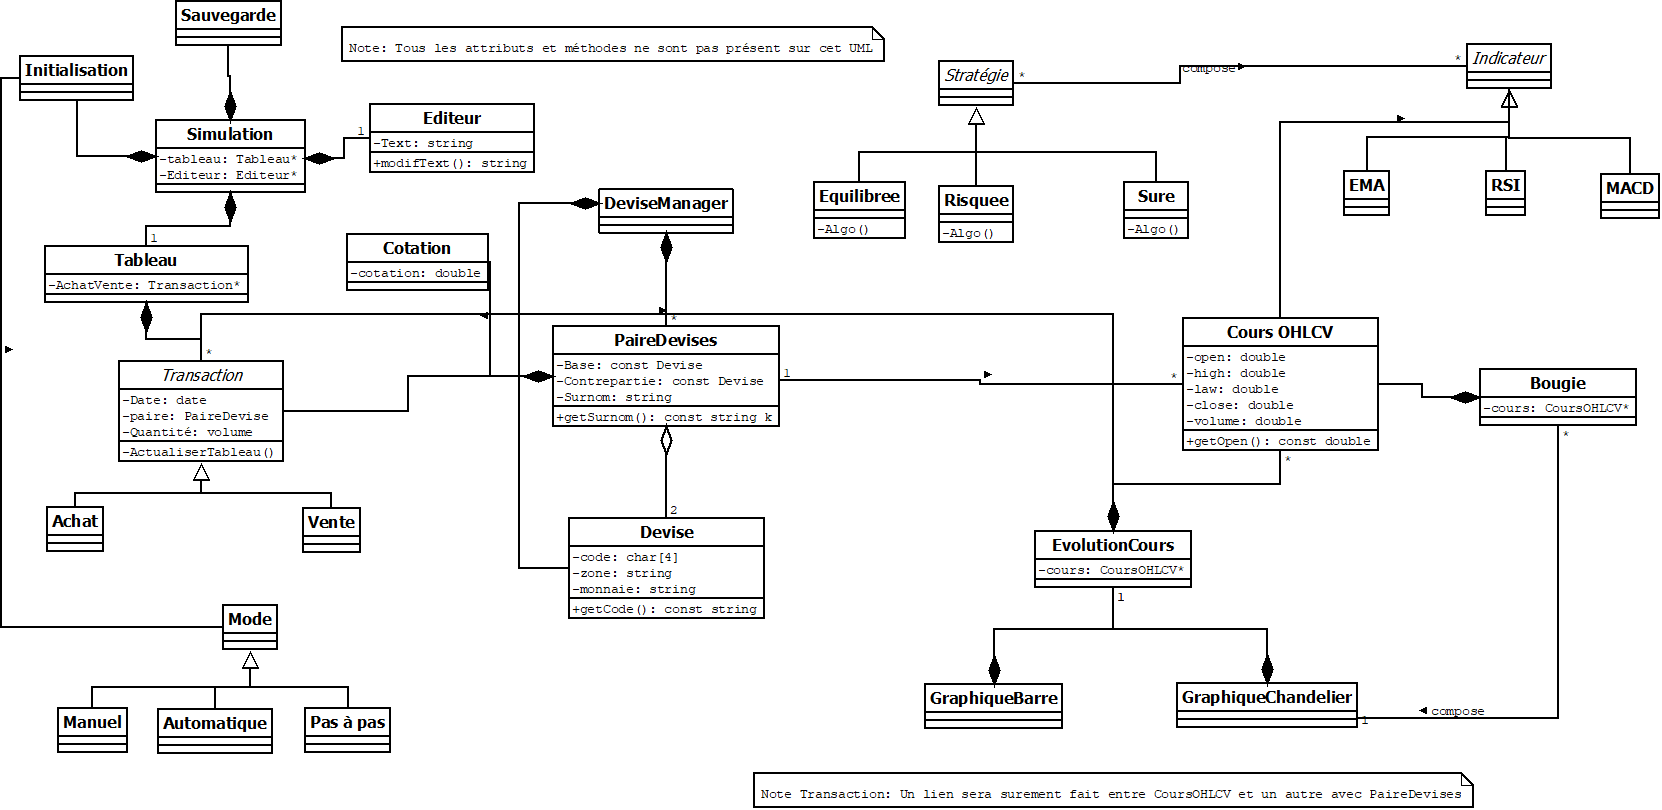 Sauvegarde
Note: Tous les attributs et méthodes ne sont pas présent sur cet UML
Initialisation
Simulation
-tableau: Tableau*
-Editeur: Editeur*
1
Editeur
-Text: string
+modifText(): string
Stratégie
*
compose
*
Indicateur
Equilibree
-Algo()
Risquee
-Algo()
Sure
-Algo()
EMA
RSI
MACD
DeviseManager
Cotation
-cotation: double
1
Tableau
-AchatVente: Transaction*
*
Transaction
-Date: date
-paire: PaireDevise
-Quantité: volume
-ActualiserTableau()
*
PaireDevises
-Base: const Devise
-Contrepartie: const Devise
-Surnom: string
+getSurnom(): const string k
1
*
Cours OHLCV
-open: double
-high: double
-law: double
-close: double
-volume: double
+getOpen(): const double
*
Bougie
-cours: CoursOHLCV*
*
Achat
Vente
2
Devise
-code: char[4]
-zone: string
-monnaie: string
+getCode(): const string
EvolutionCours
-cours: CoursOHLCV*
1
Mode
Manuel
Automatique
Pas à pas
GraphiqueBarre
GraphiqueChandelier
1
compose
Note Transaction: Un lien sera surement fait entre CoursOHLCV et un autre avec PaireDevises